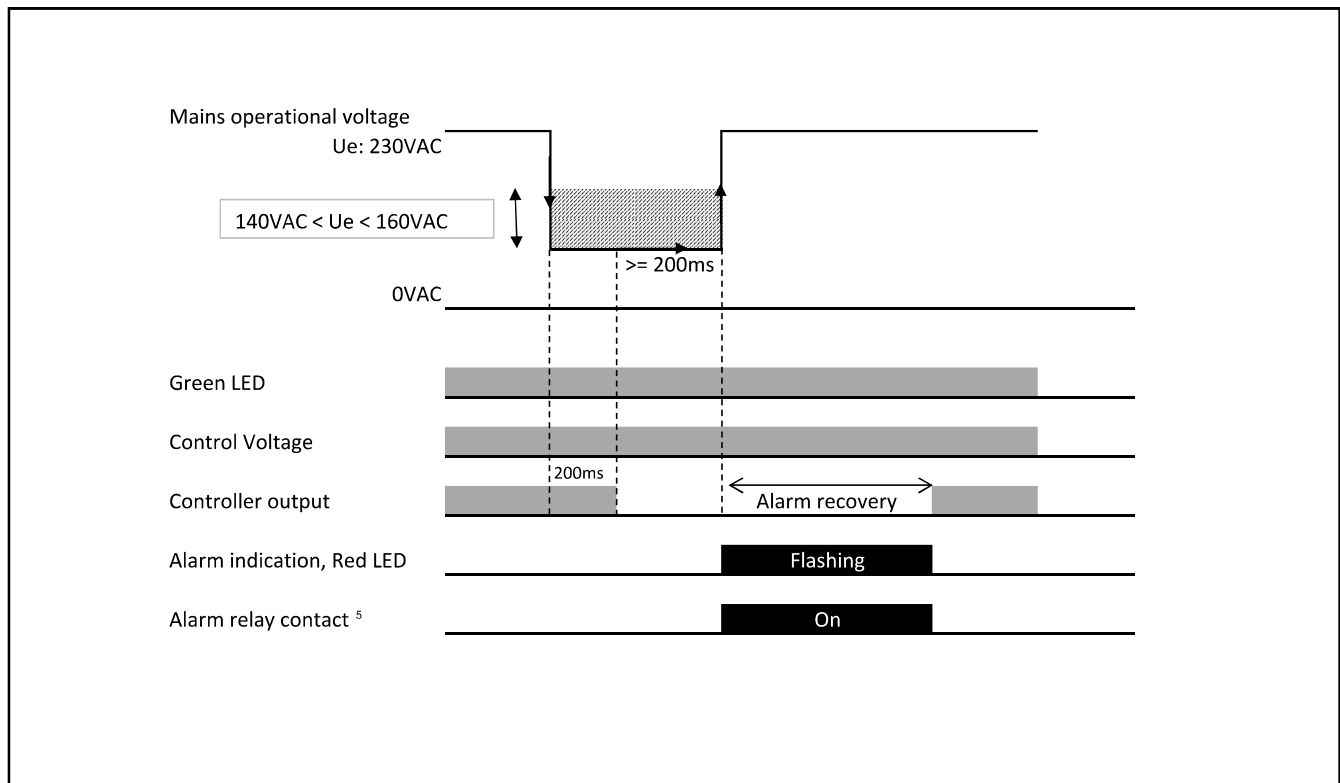 Mains operational voltage
Ue: 230VAC
140VAC < Ue < 160VAC
>= 200ms
0VAC
Green LED
Control Voltage
200ms
Controller output
Alarm recovery
Alarm indication, Red LED
Flashing
Alarm relay contact ⁵
On